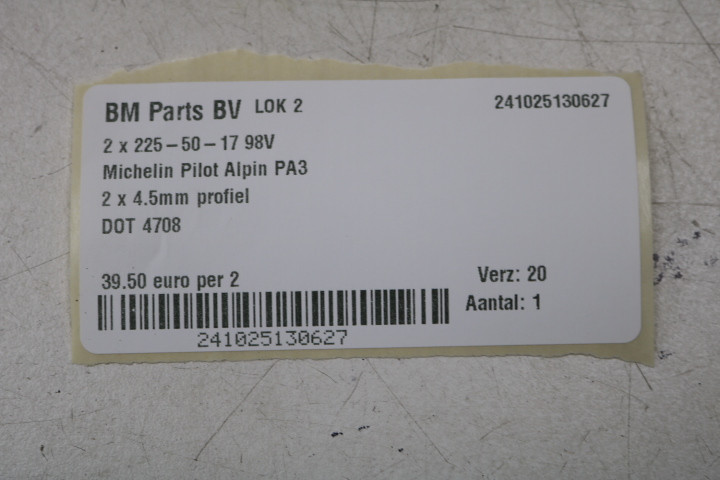 BM Parts BV LOK 2 241025130627
2 x 225-50-17 98V
Michelin Pilot Alpin PA3
2 x 4.5mm profiel
DOT 4708
39.50 euro per 2 Verz: 20
Aantal: 1
241025130627